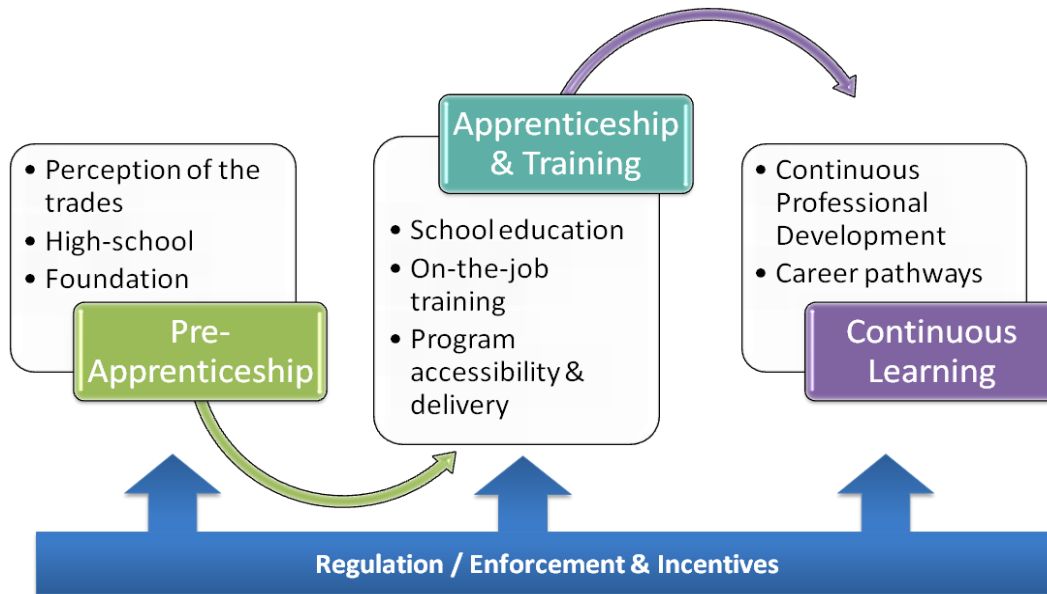 • Perception of the
trades
• High-school
• Foundation
Pre-
Apprenticeship
Apprenticeship
& Training
• School education
• On-the-job
training
• Program
accessibility &
delivery
• Continuous
Professional
Development
• Career pathways
Continuous
Learning
Regulation / Enforcement & Incentives